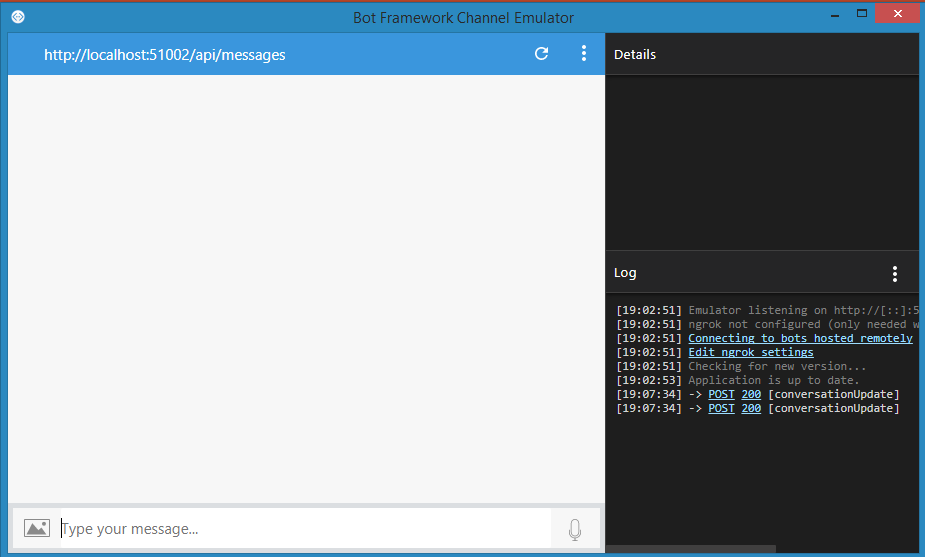 Bot Framework Channel Emulator
http://localhost:51002/api/messages
Details
Log
[19:02:51] Emulator listening on http://[::]:5
[19:02:51] ngrok not configured (only needed w
[19:02:51] Connecting to bots hosted remotely
[19:02:51] Edit ngrok settings
[19:02:51] Checking for new version...
[19:02:53] Application is up to date.
[19:07:34] -> POST 200 [conversationUpdate]
[19:07:34] -> POST 200 [conversationUpdate]
Type your message...